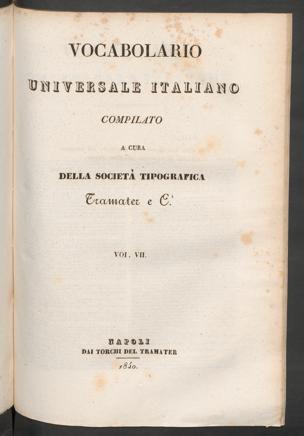 VOCABOLARIO
UNIVERSALE ITALIANO
COMPILATO
A CURA
DELLA SOCIETÀ TIPOGRAFICA
Tramater e C.i
VOL. VII.
NAPOLI
DAI TORCHI DEL TRAMATER
1840.